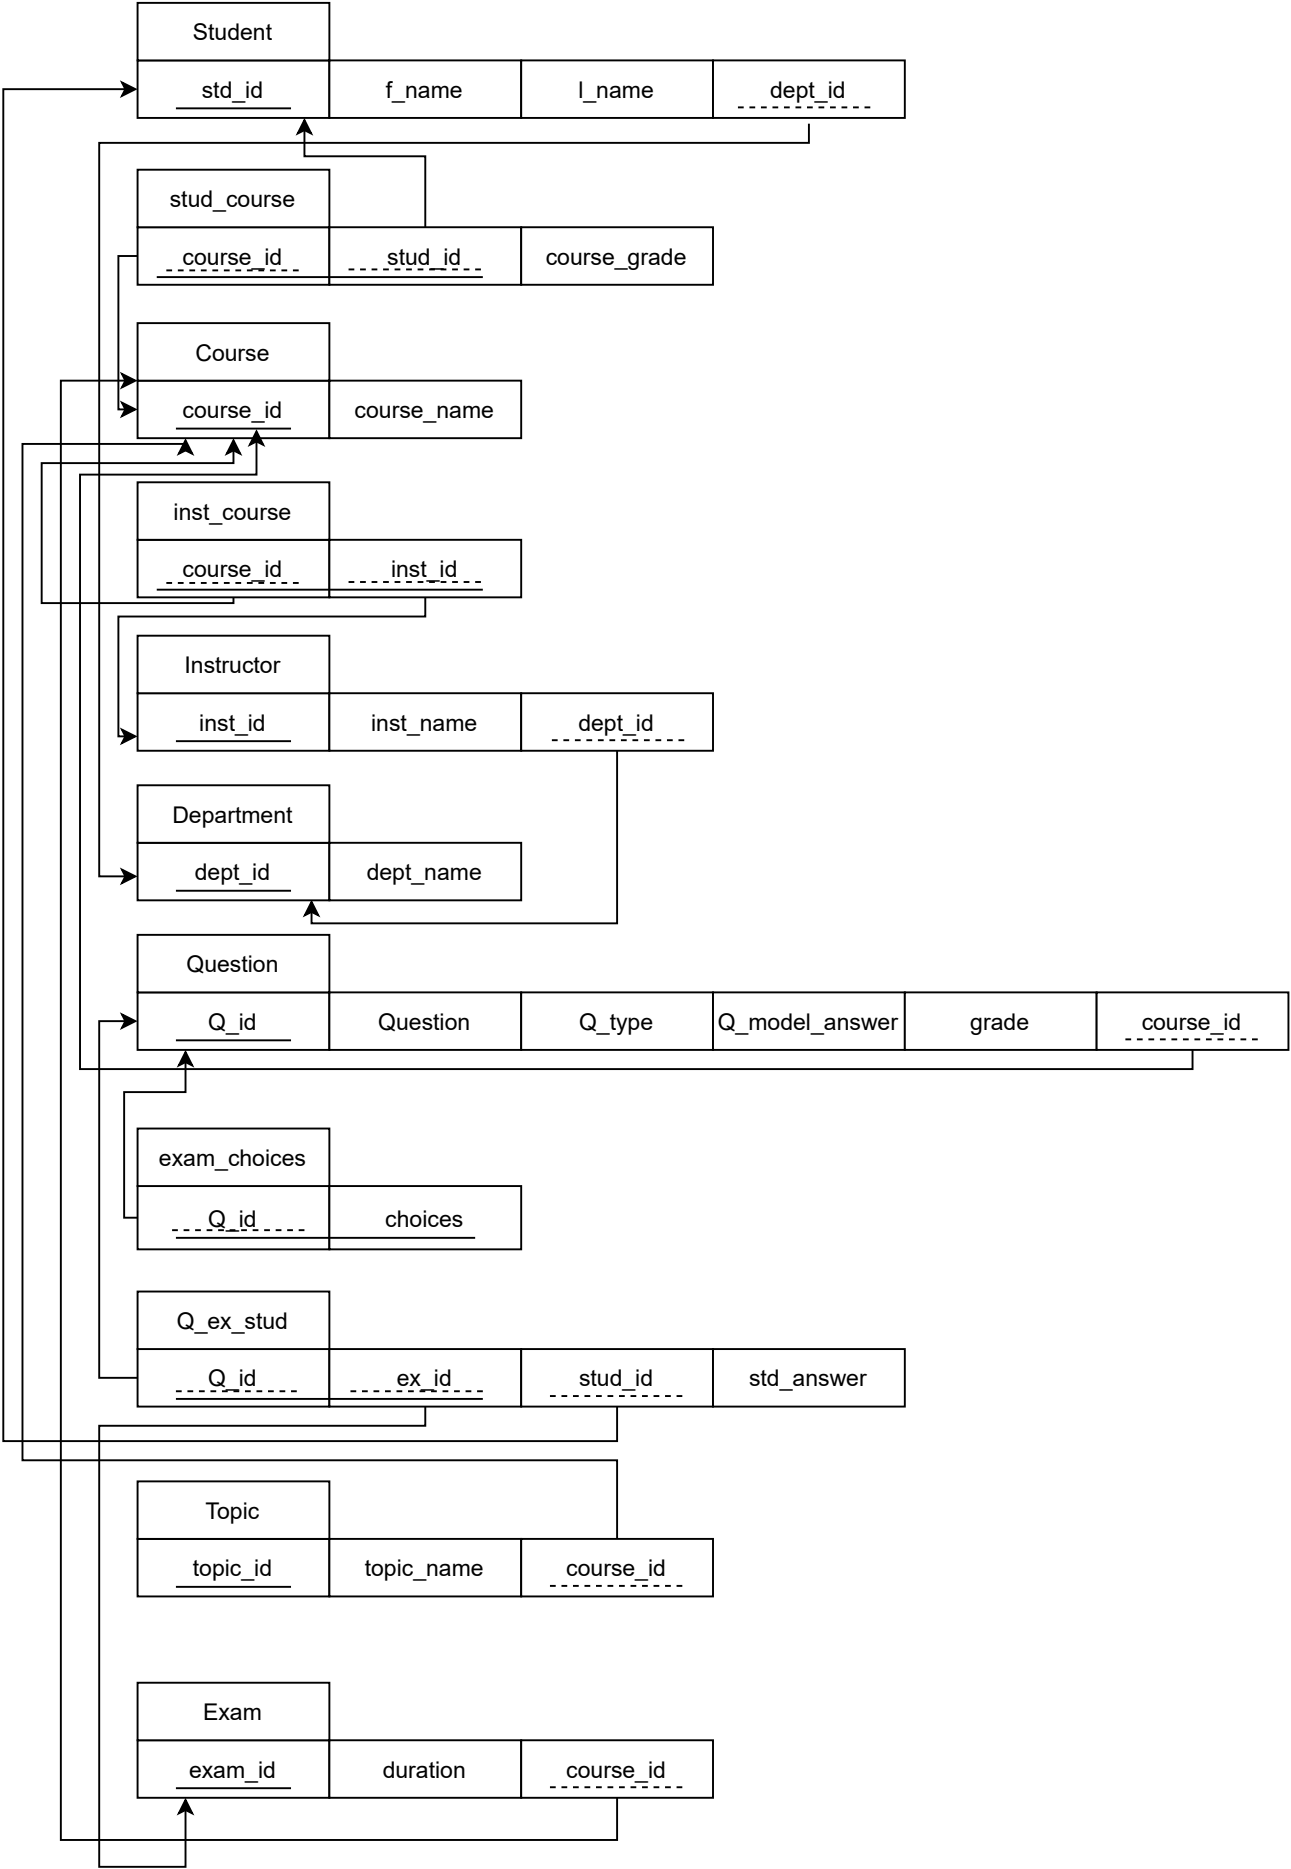 Student
std_id f_name l_name dept_id
stud_course
course_id stud_id course_grade
Course
course_id course_name
inst_course
course_id inst_id
Instructor
inst_id inst_name dept_id
Department
dept_id dept_name
Question
Q_id Question Q_type Q_model_answer grade course_id
exam_choices
Q_id choices
Q_ex_stud
Q_id ex_id stud_id std_answer
Topic
topic_id topic_name course_id
Exam
exam_id duration course_id